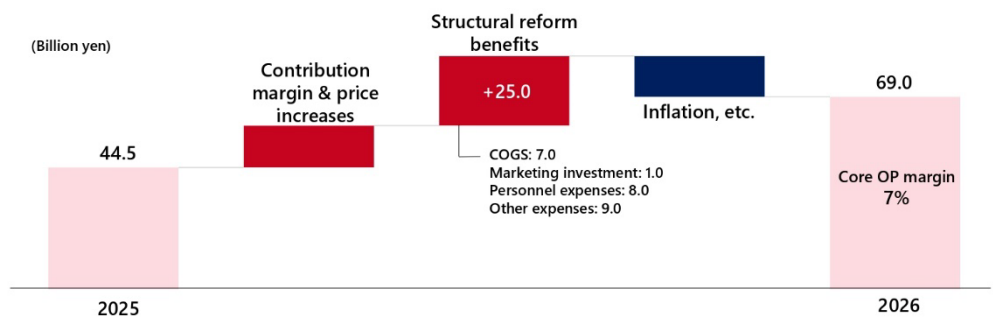 (Billion yen)
44.5
2025
Contribution
margin & price
increases
Structural reform
benefits
+25.0
COGS: 7.0
Marketing investment: 1.0
Personnel expenses: 8.0
Other expenses: 9.0
Inflation, etc.
69.0
Core OP margin
7%
2026